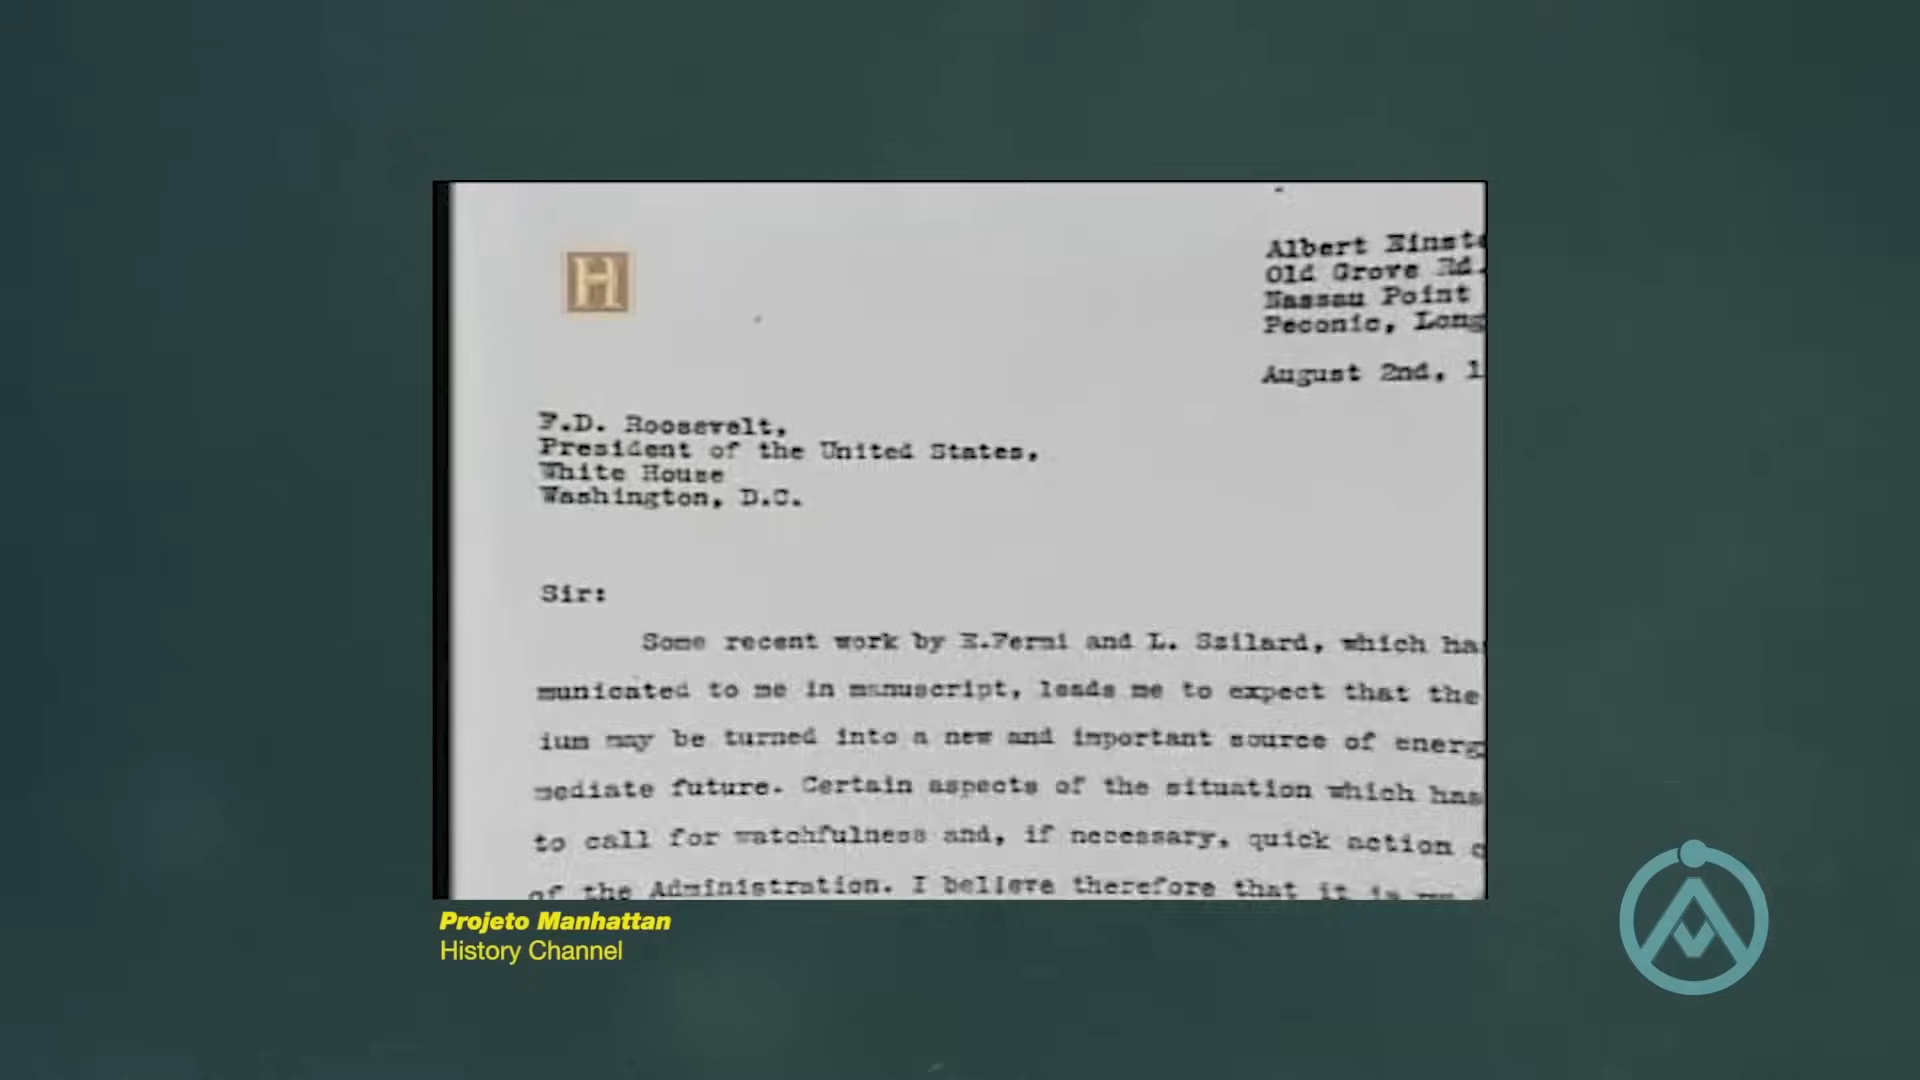 H
Albert Einste
Old Grove Rd.
Nassau Point
Peconic, Long
August 2nd, 1
F.D. Roosevelt,
President of the United States,
White House
Washington, D.C.
Sir:
Some recent work by E.Fermi and L. Szilard, which has
municated to me in manuscript, leads me to expect that the
ium may be turned into a new and important source of energ
mediate future. Certain aspects of the situation which has
to call for watchfulness and, if necessary, quick action
of the Administration. I believe therefore that it is my
Projeto Manhattan
History Channel